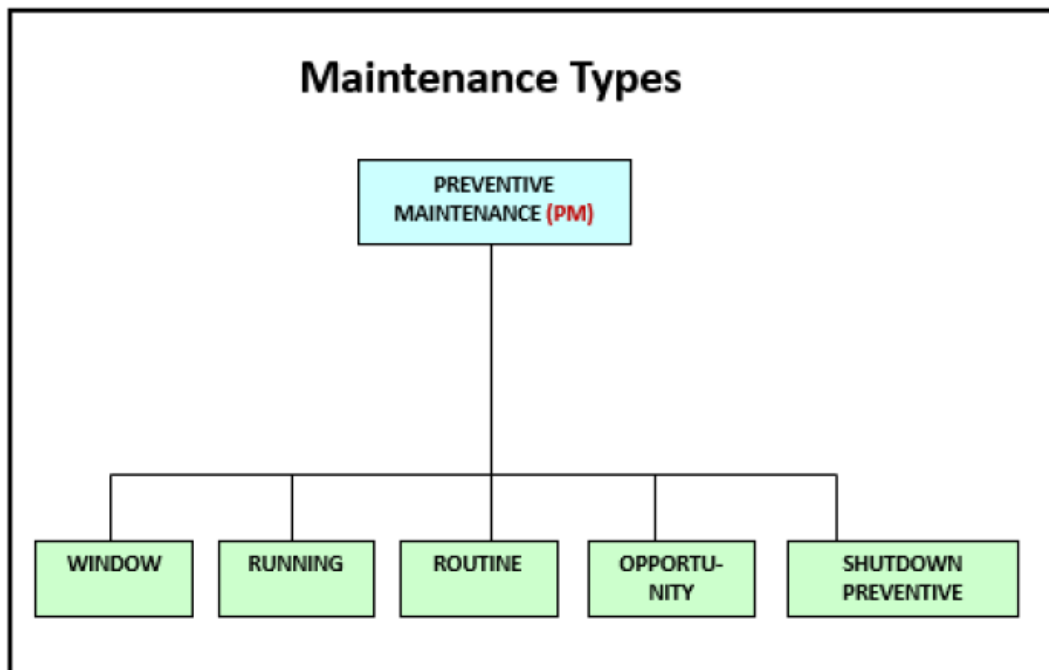 Maintenance Types
PREVENTIVE
MAINTENANCE (PM)
WINDOW
RUNNING
ROUTINE
OPPORTU-
NITY
SHUTDOWN
PREVENTIVE